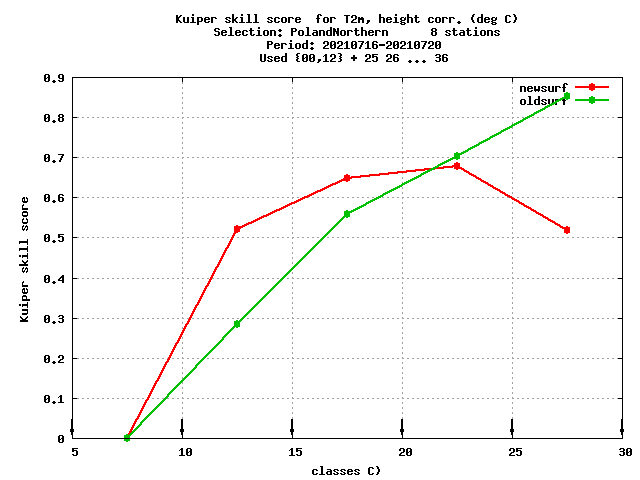 Kuiper skill score  for T2m, height corr. (deg C)
Selection: PolandNorthern      8 stations
Period: 20210716-20210720
Used {00,12} + 25 26 ... 36
newsurf
oldsurf
0.9
0.8
0.7
0.6
0.5
0.4
0.3
0.2
0.1
0
Kuiper skill score
5 10 15 20 25 30
classes C)